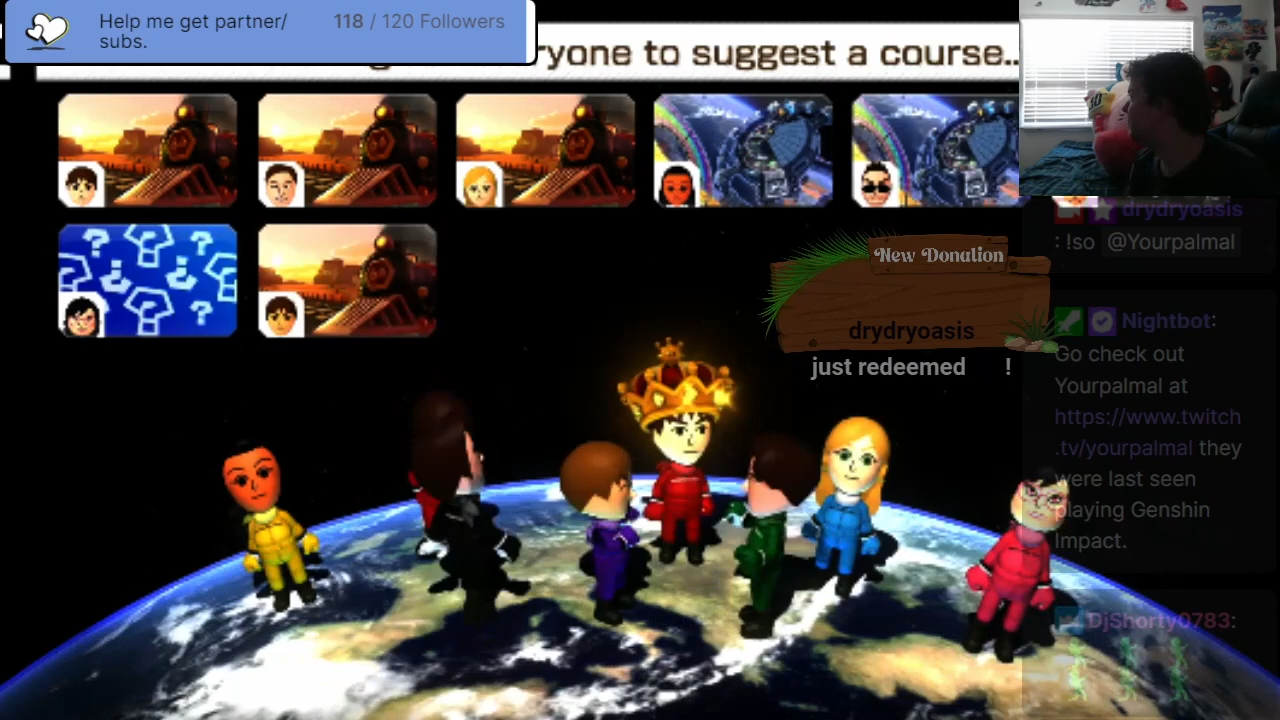 Help me get partner/
subs.
118 / 120 Followers
ryone to suggest a course..
New Donation
drydryoasis
just redeemed !
drydryoasis
: !so @Yourpalmal
Nightbot:
Go check out
Yourpalmal at
https://www.twitch
.tv/yourpalmal they
were last seen
playing Genshin
Impact.
DjShorty0783: